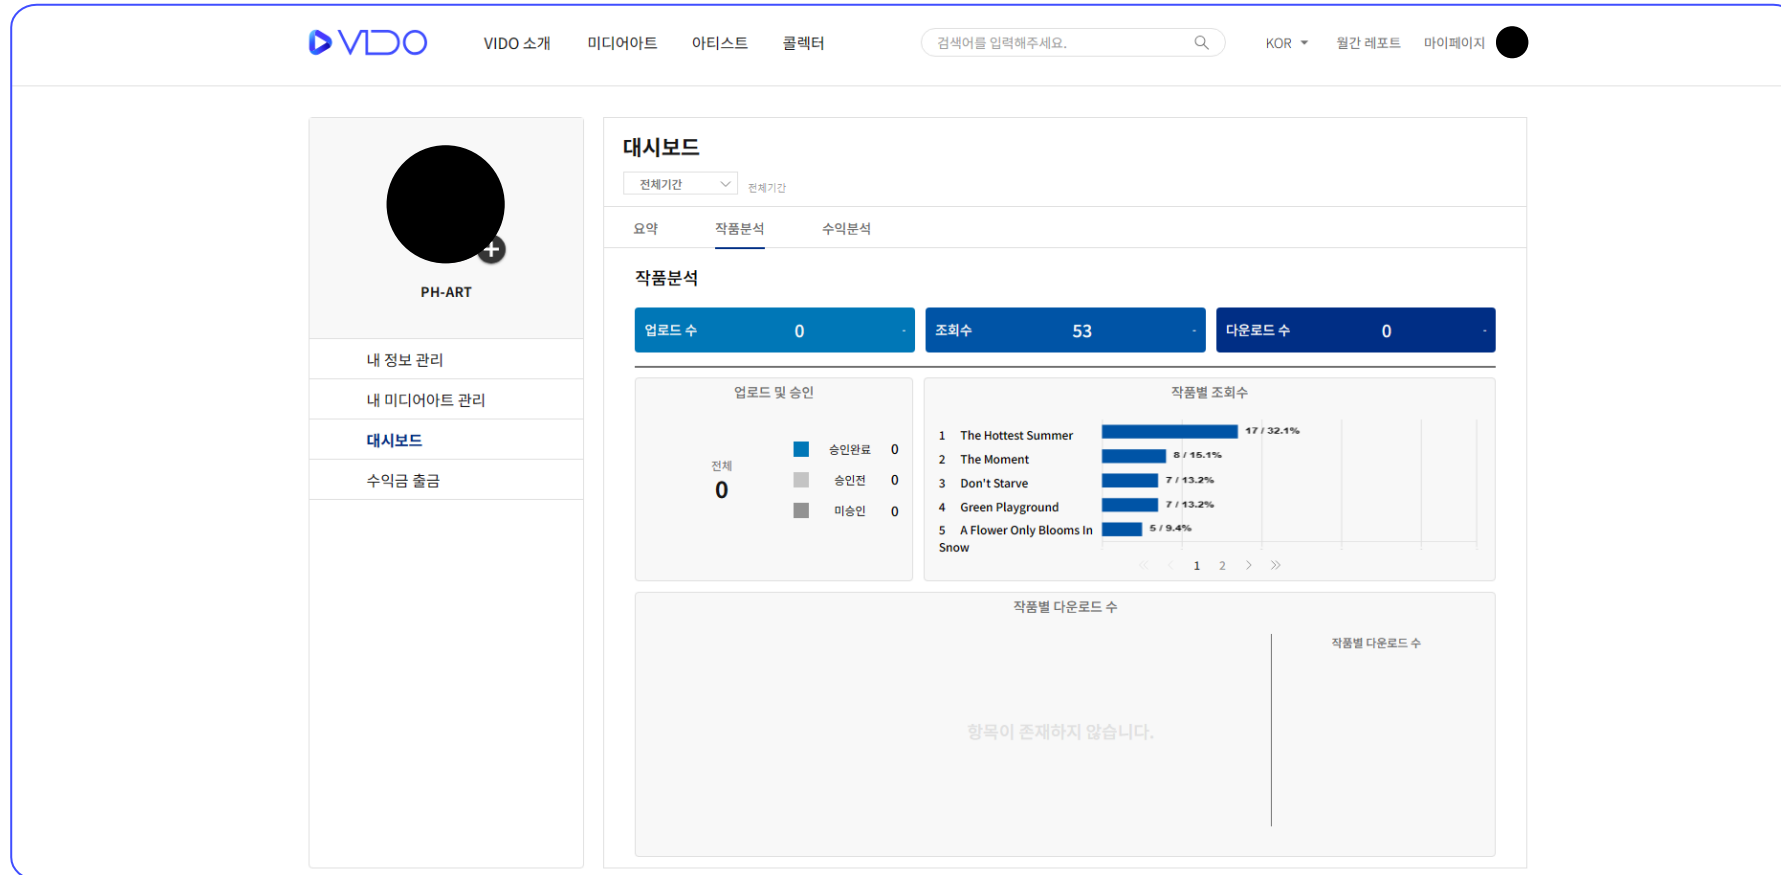 VIDO
VIDO 소개 미디어아트 아티스트 콜렉터
검색어를 입력해주세요.
KOR 월간 레포트 마이페이지
PH-ART
내 정보 관리
내 미디어아트 관리
대시보드
수익금 출금
대시보드
전체기간 전체기간
요약 작품분석 수익분석
작품분석
업로드 수 0 -
조회수 53 -
다운로드 수 0 -
업로드 및 승인
전체
0
승인완료 0
승인전 0
미승인 0
작품별 조회수
1 The Hottest Summer 17 / 32.1%
2 The Moment 8 / 15.1%
3 Don't Starve 7 / 13.2%
4 Green Playground 7 / 13.2%
5 A Flower Only Blooms In 5 / 9.4%
Snow
1 2
작품별 다운로드 수
작품별 다운로드 수
항목이 존재하지 않습니다.